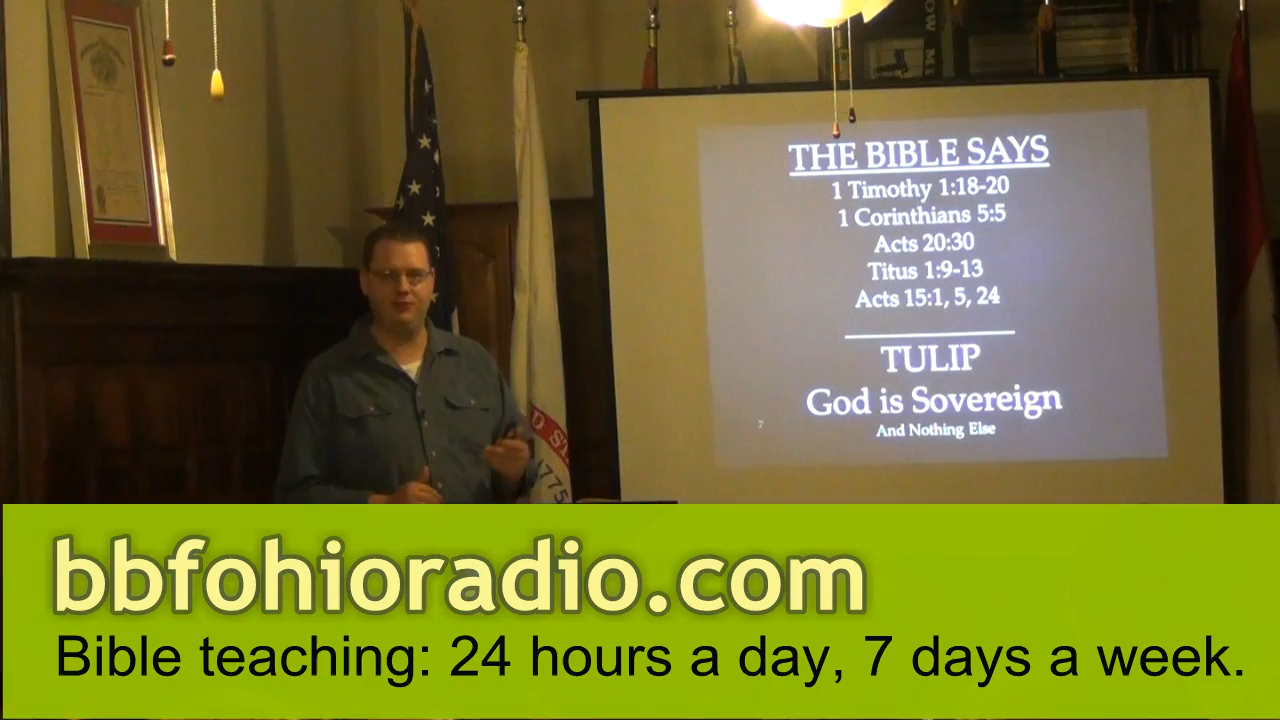 THE BIBLE SAYS
1 Timothy 1:18-20
1 Corinthians 5:5
Acts 20:30
Titus 1:9-13
Acts 15:1, 5, 24
TULIP
God is Sovereign
And Nothing Else
7
1775
bbfohioradio.com
Bible teaching: 24 hours a day, 7 days a week.